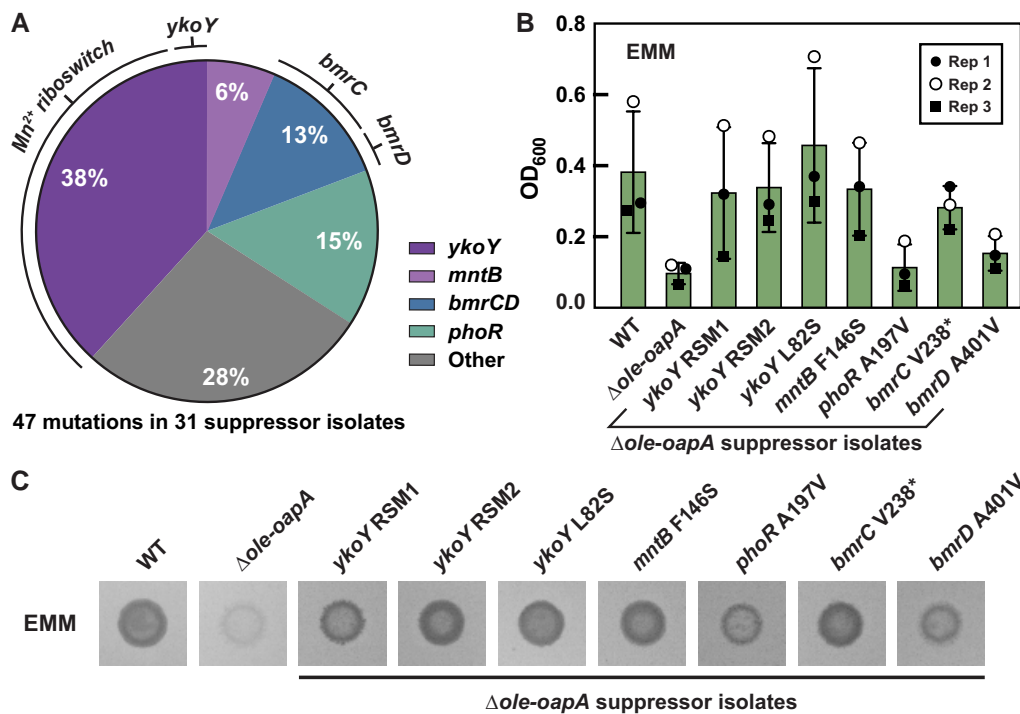 A
Mn²⁺ riboswitch
ykoY
bmrC
bmrD
6%
13%
15%
28%
38%
ykoY
mntB
bmrCD
phoR
Other
47 mutations in 31 suppressor isolates
B
EMM
Rep 1
Rep 2
Rep 3
OD₆₀₀
0.8
0.6
0.4
0.2
0.0
WT
Δole-oapA
ykoY RSM1
ykoY RSM2
ykoY L82S
mntB F146S
phoR A197V
bmrC V238*
bmrD A401V
Δole-oapA suppressor isolates
C
WT
Δole-oapA
ykoY RSM1
ykoY RSM2
ykoY L82S
mntB F146S
phoR A197V
bmrC V238*
bmrD A401V
EMM
Δole-oapA suppressor isolates